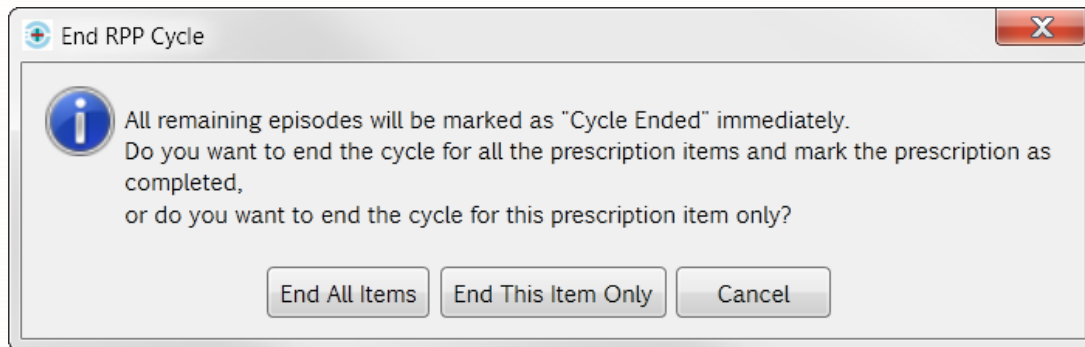 End RPP Cycle
All remaining episodes will be marked as "Cycle Ended" immediately.
Do you want to end the cycle for all the prescription items and mark the prescription as
completed,
or do you want to end the cycle for this prescription item only?
End All Items End This Item Only Cancel